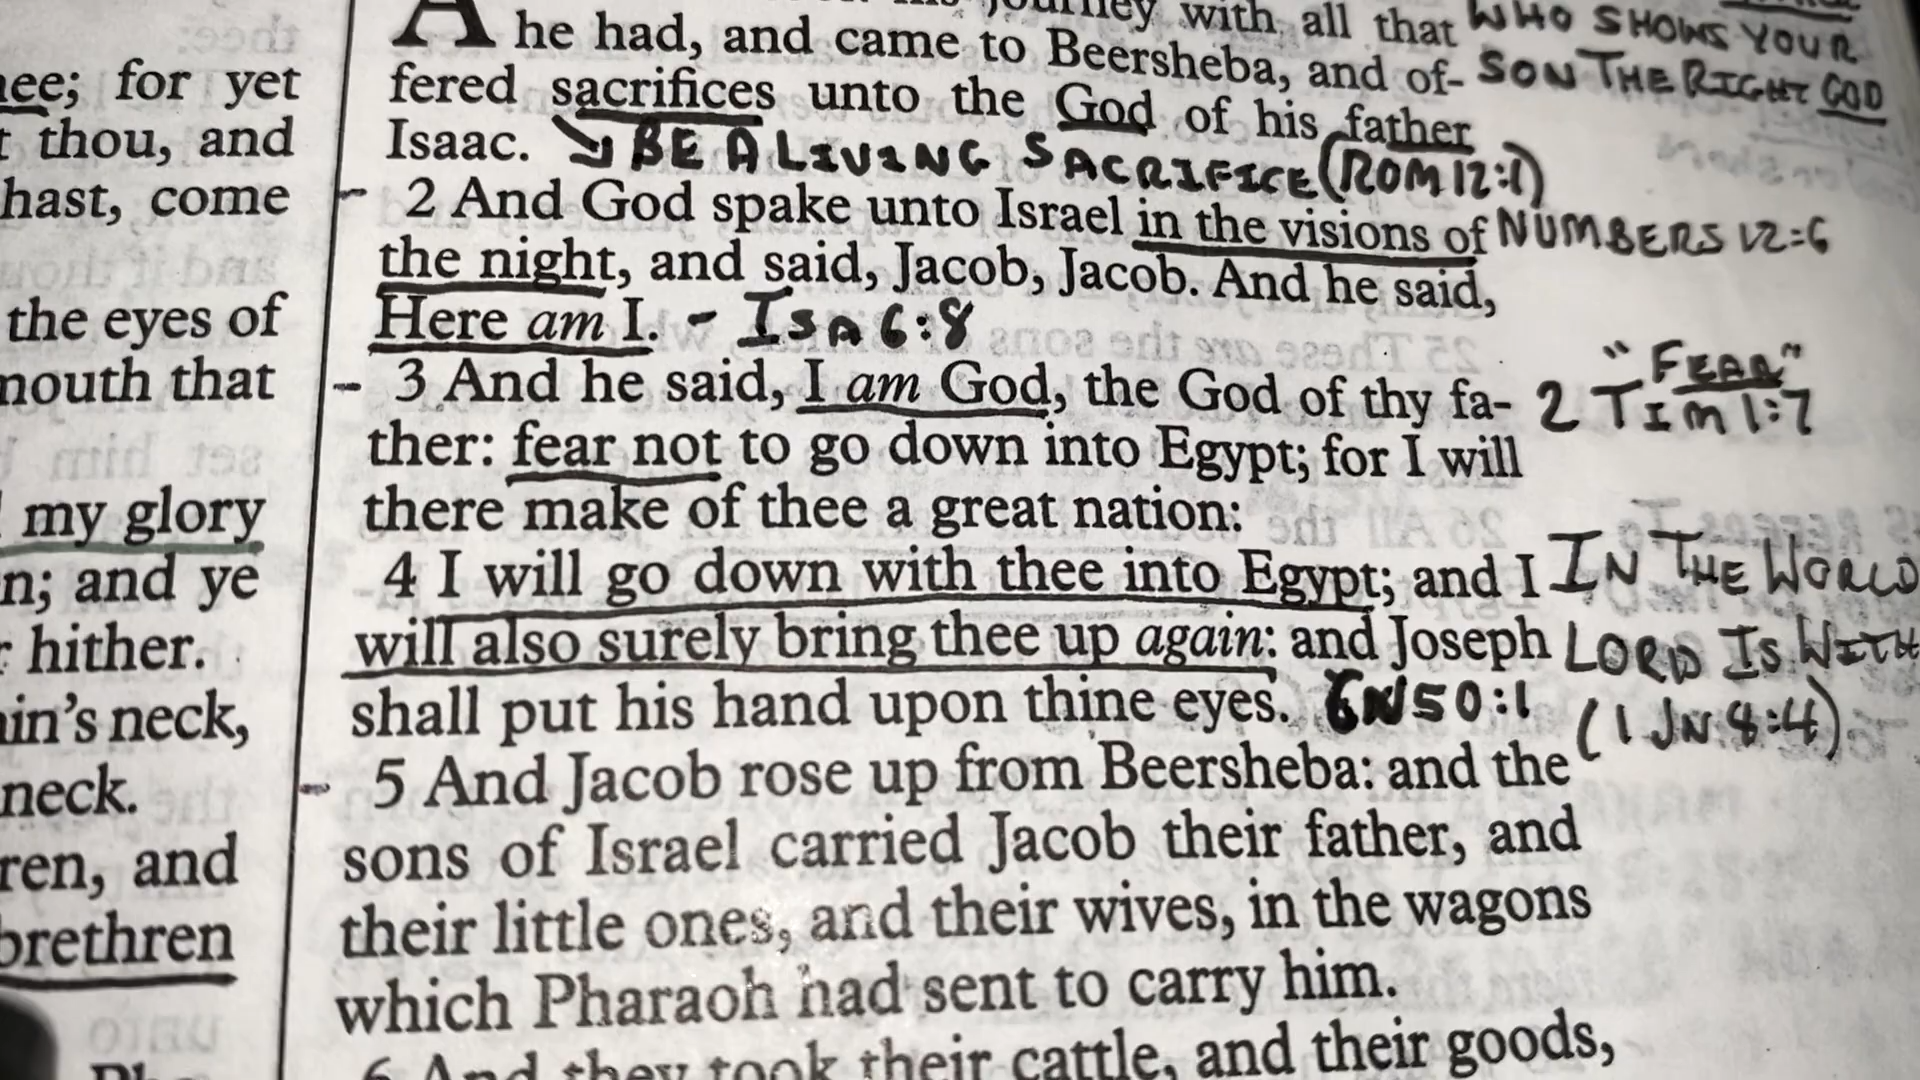 ee; for yet
thou, and
hast, come
the eyes of
mouth that
my glory
n; and ye
hither.
in's neck,
neck.
ren, and
brethren
journey with all that
he had, and came to Beersheba, and of-
fered sacrifices unto the God of his father
Isaac.
BE A LIVING SACRIFICE (ROM 12:1)
2 And God spake unto Israel in the visions of
the night, and said, Jacob, Jacob. And he said,
Here am I. - ISA 6:8
3 And he said, I am God, the God of thy fa-
ther: fear not to go down into Egypt; for I will
there make of thee a great nation:
4 I will go down with thee into Egypt; and I
will also surely bring thee up again: and Joseph
shall put his hand upon thine eyes. GN 50:1
5 And Jacob rose up from Beersheba: and the
sons of Israel carried Jacob their father, and
their little ones, and their wives, in the wagons
which Pharaoh had sent to carry him.
6 And they took their cattle, and their goods,
WHO SHOWS YOUR
SON THE RIGHT GOD
NUMBERS 12:6
"FEAR"
2 TIM 1:7
IN THE WORLD
LORD IS WITH
(1 JN 4:4)